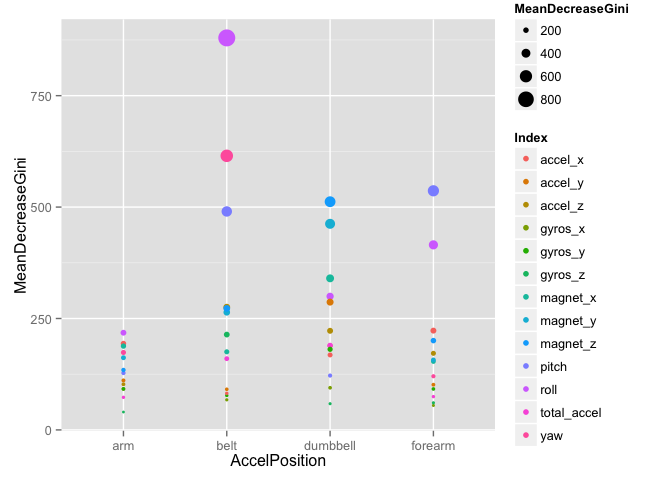 MeanDecreaseGini
750
500
250
0
arm
belt
dumbbell
forearm
AccelPosition
MeanDecreaseGini
200
400
600
800
Index
accel_x
accel_y
accel_z
gyros_x
gyros_y
gyros_z
magnet_x
magnet_y
magnet_z
pitch
roll
total_accel
yaw